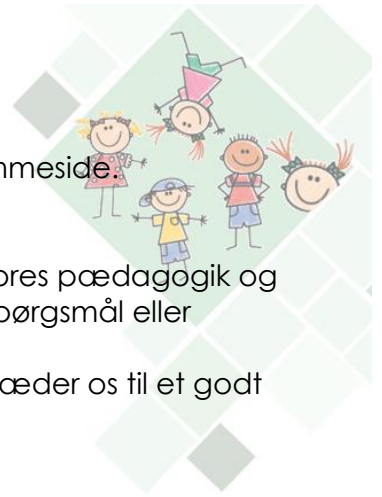 mmeside.
ores pædagogik og
pørgsmål eller
æder os til et godt